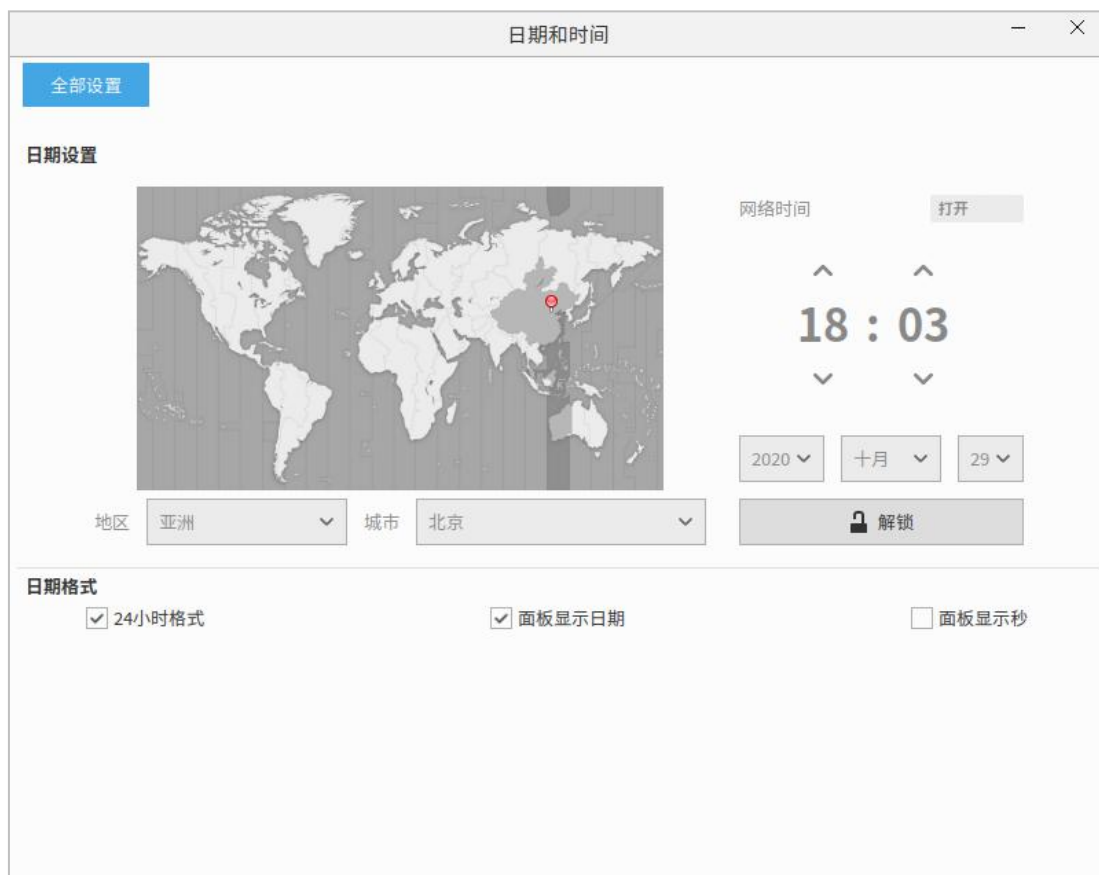 日期和时间
全部设置
日期设置
网络时间 打开
18 : 03
2020 十月 29
地区 亚洲 城市 北京 解锁
日期格式
24小时格式 面板显示日期 面板显示秒